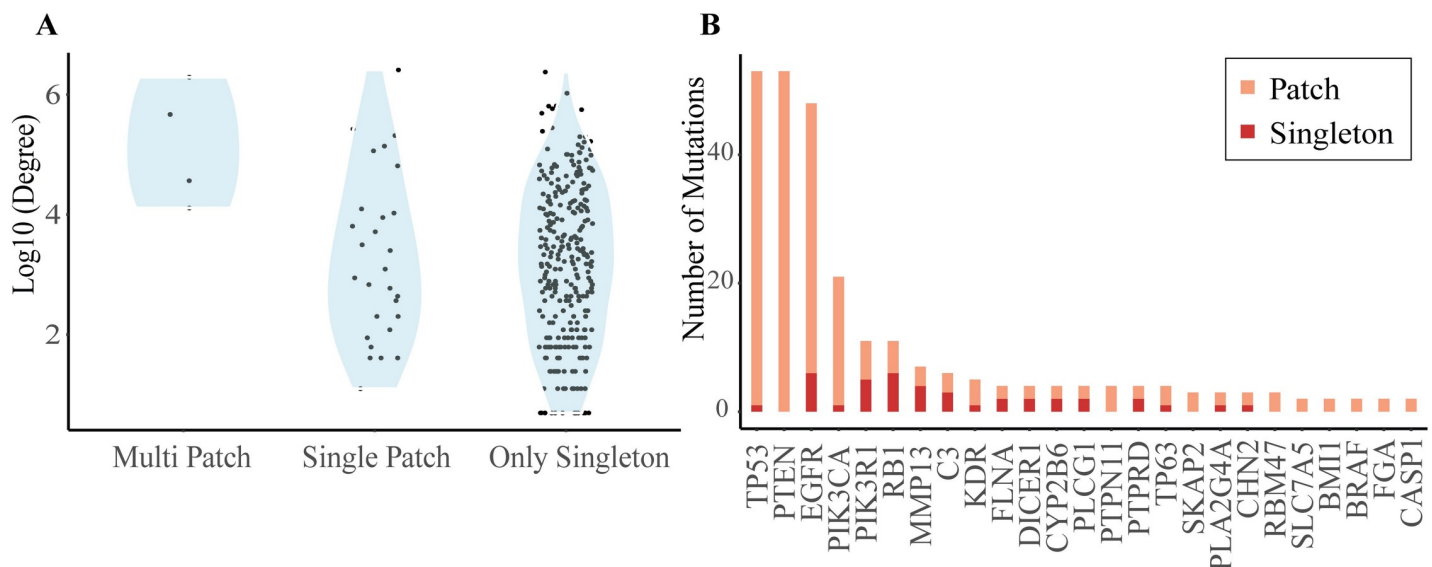 A
Log10 (Degree)
6
4
2
Multi Patch
Single Patch
Only Singleton
B
Number of Mutations
40
20
0
Patch
Singleton
TP53
PTEN
EGFR
PIK3CA
PIK3R1
RB1
MMP13
C3
KDR
FLNA
DICER1
CYP2B6
PLCG1
PTPN11
PTPRD
TP63
SKAP2
PLA2G4A
CHN2
RBM47
SLC7A5
BMI1
BRAF
FGA
CASP1